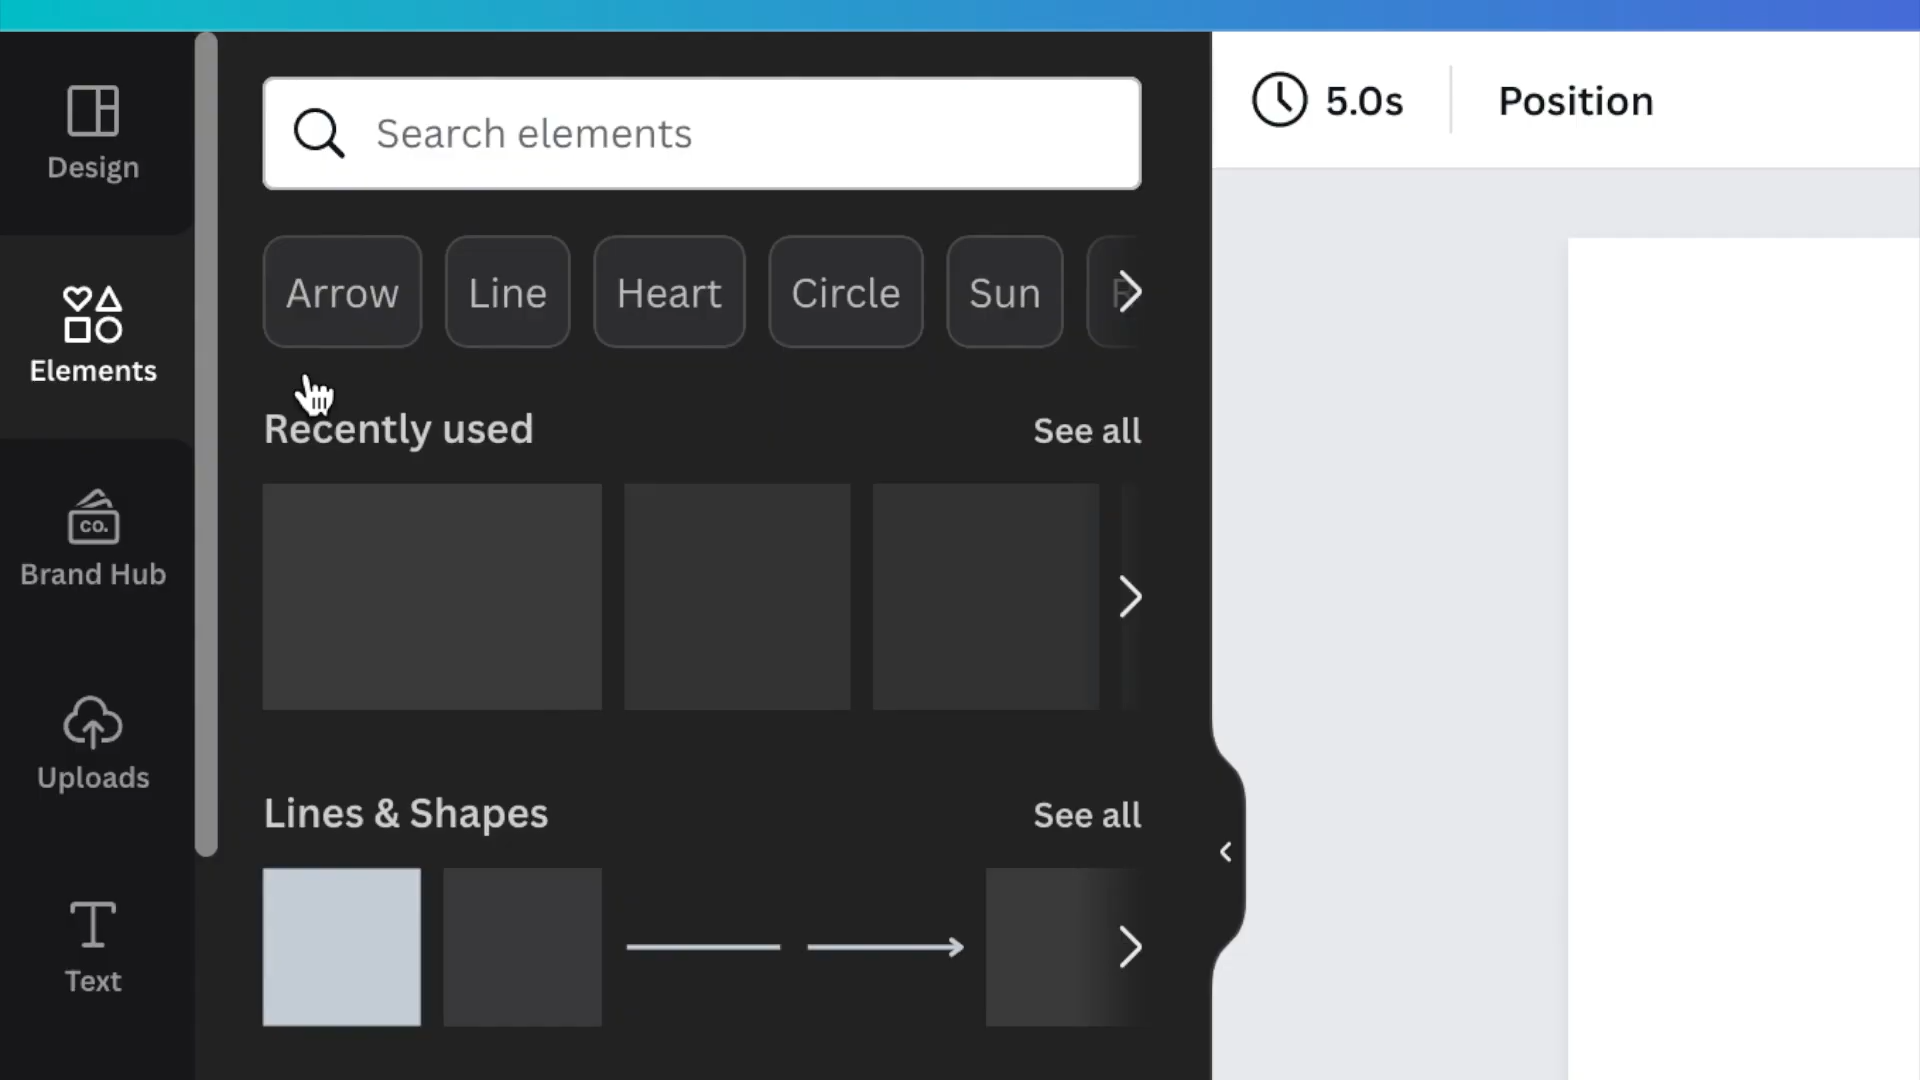 Design
Elements
Brand Hub
co.
Uploads
Text
Search elements
Arrow
Line
Heart
Circle
Sun
Recently used
See all
Lines & Shapes
See all
5.0s
Position